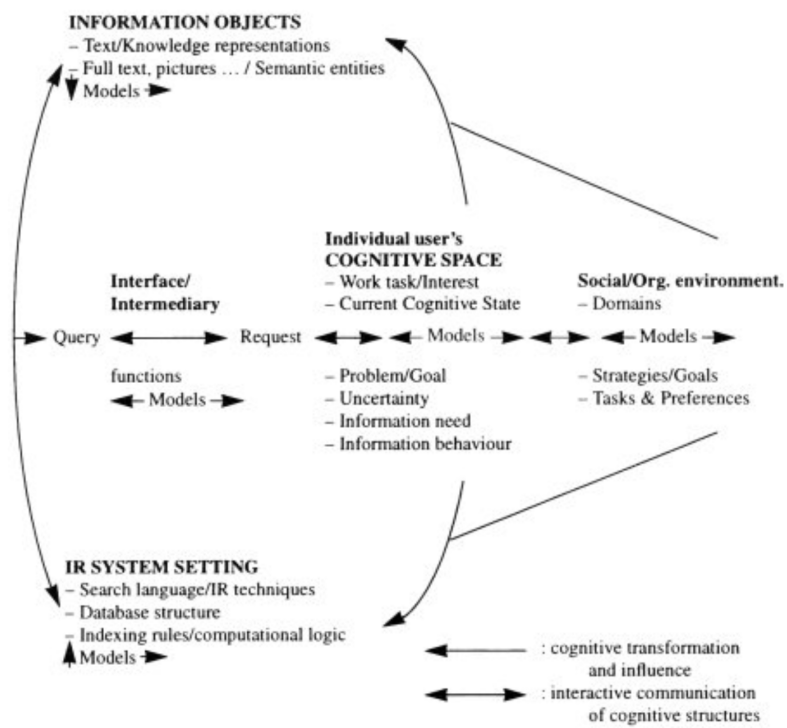 INFORMATION OBJECTS
– Text/Knowledge representations
– Full text, pictures … / Semantic entities
Models
Individual user's
COGNITIVE SPACE
– Work task/Interest
– Current Cognitive State
Interface/
Intermediary
Social/Org. environment.
– Domains
Query
Request
Models
Models
functions
Models
– Problem/Goal
– Uncertainty
– Information need
– Information behaviour
– Strategies/Goals
– Tasks & Preferences
IR SYSTEM SETTING
– Search language/IR techniques
– Database structure
– Indexing rules/computational logic
Models
: cognitive transformation
and influence
: interactive communication
of cognitive structures